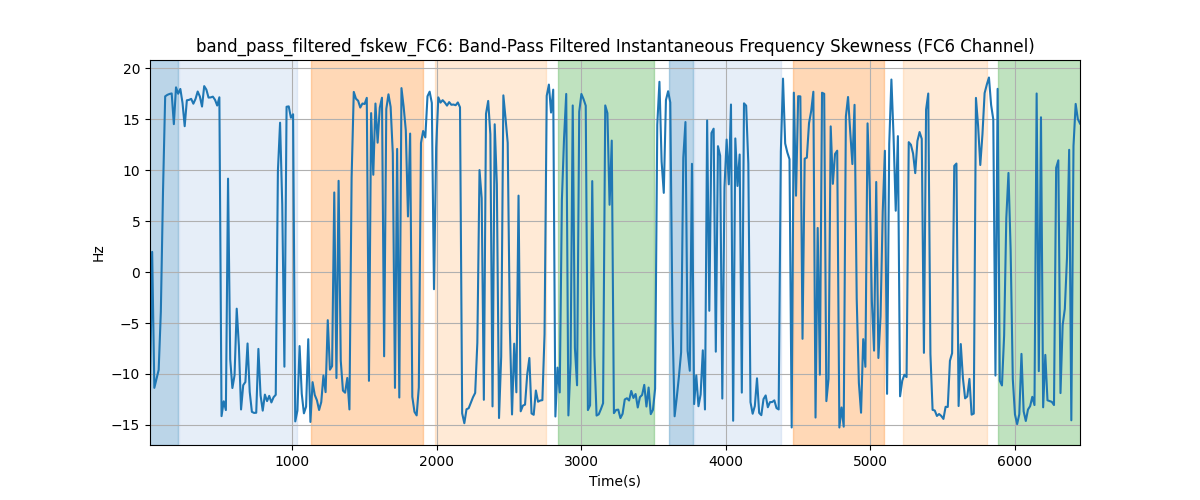 band_pass_filtered_fskew_FC6: Band-Pass Filtered Instantaneous Frequency Skewness (FC6 Channel)
20
15
10
5
0
−5
−10
−15
Hz
1000 2000 3000 4000 5000 6000
Time(s)